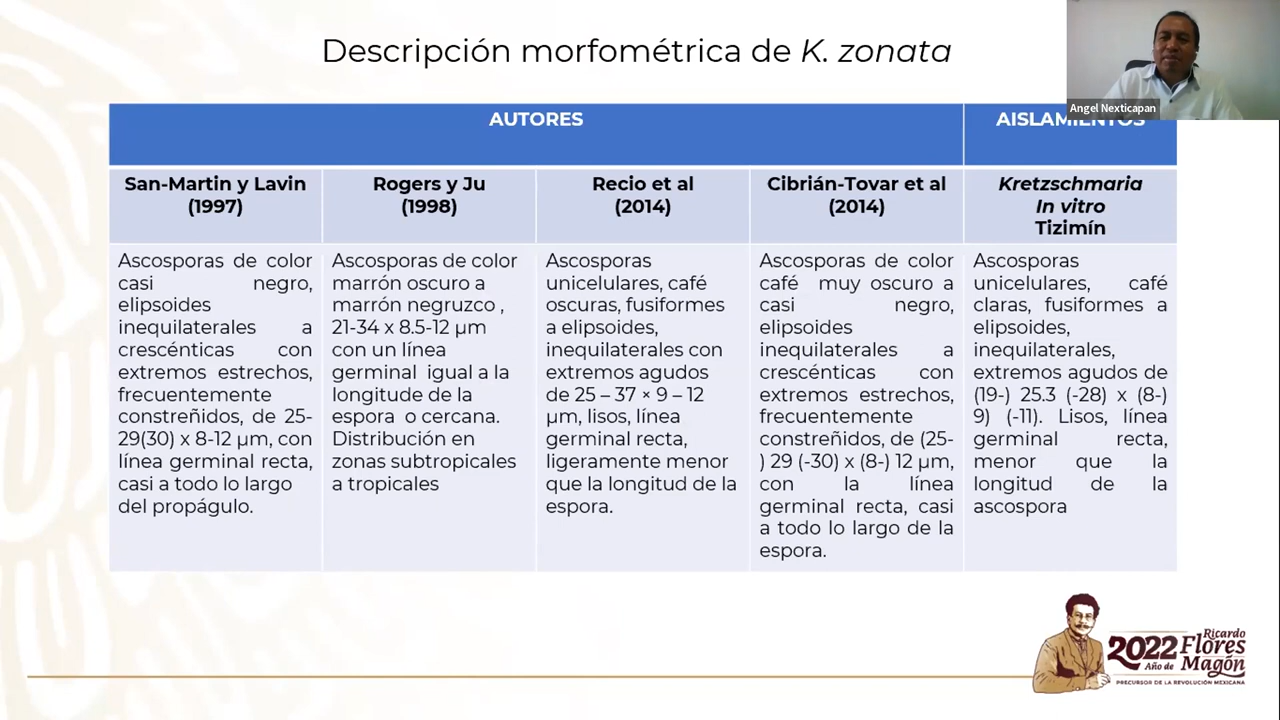 Descripción morfométrica de K. zonata
Angel Nexticapan
AUTORES
AISLAMIENTOS
San-Martin y Lavin
(1997)
Rogers y Ju
(1998)
Recio et al
(2014)
Cibrián-Tovar et al
(2014)
Kretzschmaria
In vitro
Tizimín
Ascosporas de color
casi negro,
elipsoides
inequilaterales a
crescénticas con
extremos estrechos,
frecuentemente
constreñidos, de 25-
29(30) x 8-12 µm, con
línea germinal recta,
casi a todo lo largo
del propágulo.
Ascosporas de color
marrón oscuro a
marrón negruzco ,
21-34 x 8.5-12 µm
con un línea
germinal igual a la
longitude de la
espora o cercana.
Distribución en
zonas subtropicales
a tropicales
Ascosporas
unicelulares, café
oscuras, fusiformes
a elipsoides,
inequilaterales con
extremos agudos
de 25 – 37 × 9 – 12
µm, lisos, línea
germinal recta,
ligeramente menor
que la longitud de la
espora.
Ascosporas de color
café muy oscuro a
casi negro,
elipsoides
inequilaterales a
crescénticas con
extremos estrechos,
frecuentemente
constreñidos, de (25-
) 29 (-30) x (8-) 12 µm,
con la línea
germinal recta, casi
a todo lo largo de la
espora.
Ascosporas
unicelulares, café
claras, fusiformes a
elipsoides,
inequilaterales,
extremos agudos de
(19-) 25.3 (-28) x (8-)
9) (-11). Lisos, línea
germinal recta,
menor que la
longitud de la
ascospora
2022 Ricardo
Flores
Año de Magón
PRECURSOR DE LA REVOLUCIÓN MEXICANA